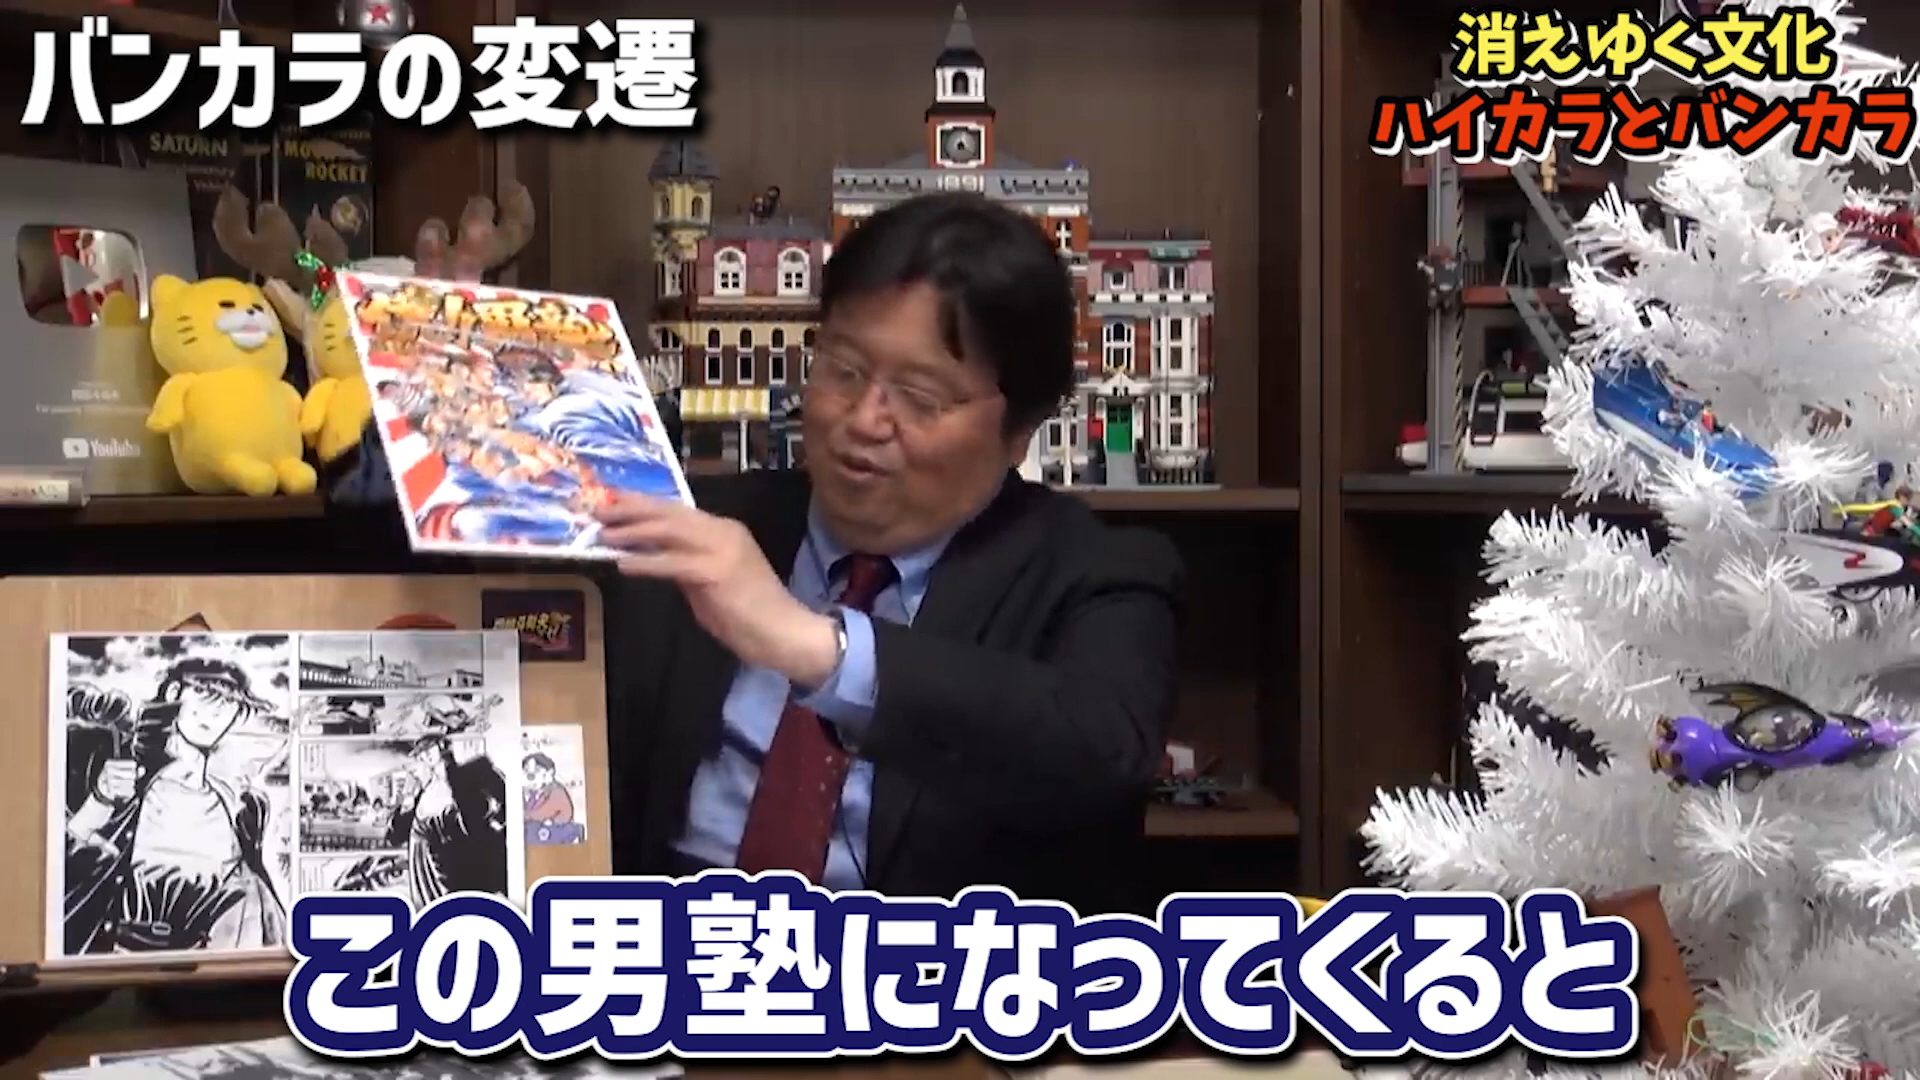 バンカラの変遷
消えゆく文化
ハイカラとバンカラ
SATURN
ROCKET
1891
YouTube
この男塾になってくると